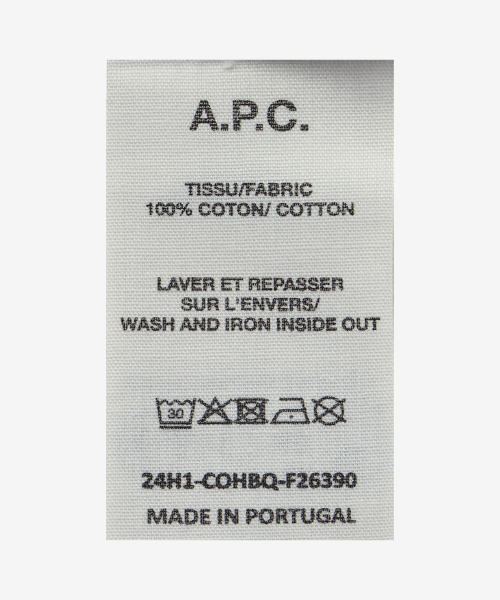 A.P.C.
TISSU/FABRIC
100% COTON/ COTTON
LAVER ET REPASSER
SUR L'ENVERS/
WASH AND IRON INSIDE OUT
30
24H1-COHBQ-F26390
MADE IN PORTUGAL